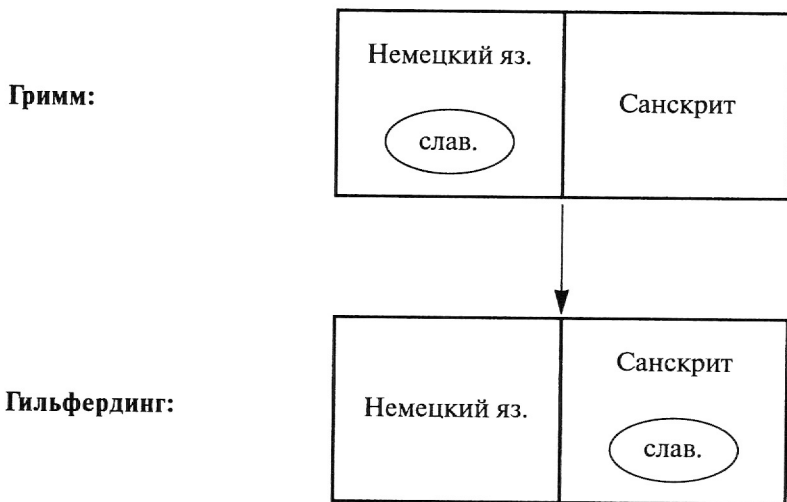 Гримм:
Немецкий яз.
слав.
Санскрит
Гильфердинг:
Немецкий яз.
Санскрит
слав.